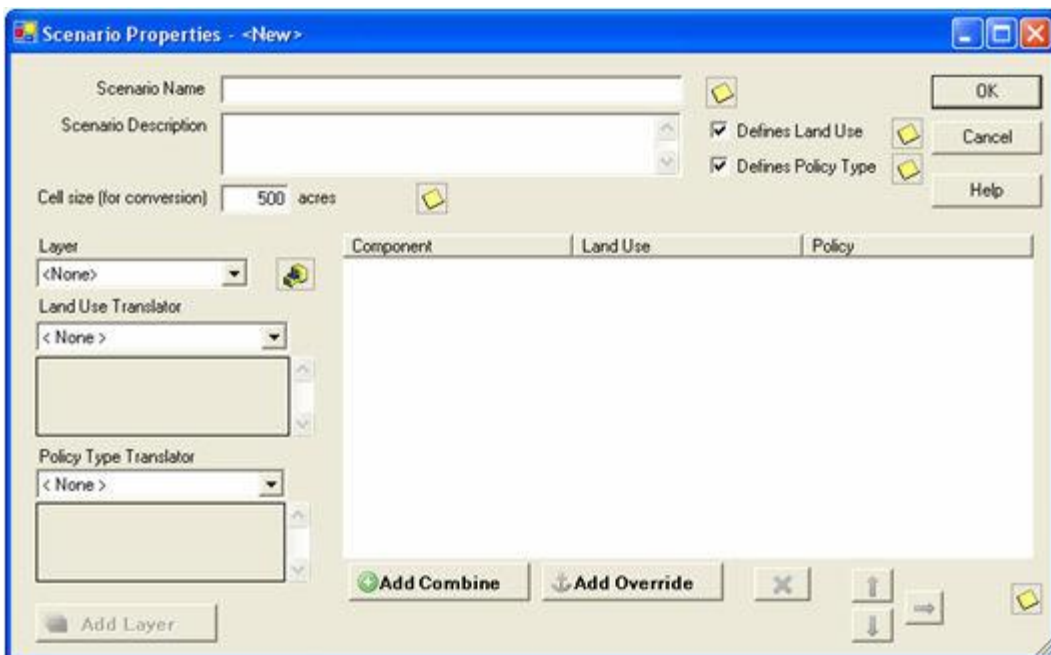 Scenario Properties - <New>
Scenario Name
OK
Scenario Description
Defines Land Use
Cancel
Defines Policy Type
Cell size (for conversion) 500 acres
Help
Layer
<None>
Component Land Use Policy
Land Use Translator
< None >
Policy Type Translator
< None >
Add Combine
Add Override
Add Layer